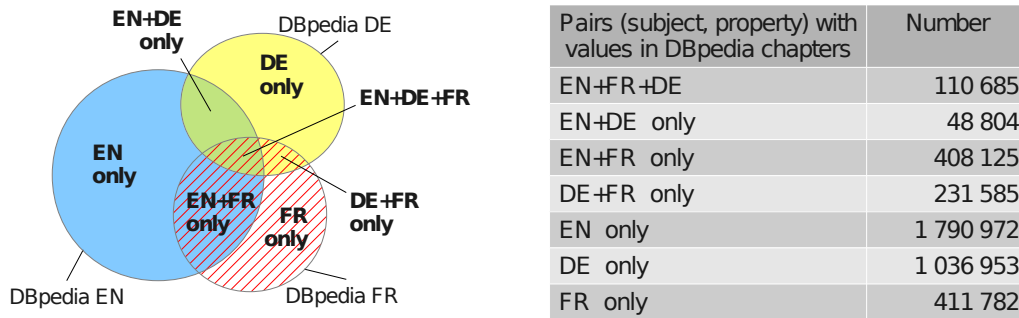 EN+DE
only
DBpedia DE
DE
only
EN+DE+FR
EN
only
EN+FR
only
FR
only
DE+FR
only
DBpedia EN
DBpedia FR
Pairs (subject, property) with
values in DBpedia chapters
Number
EN+FR+DE 110 685
EN+DE only 48 804
EN+FR only 408 125
DE+FR only 231 585
EN only 1 790 972
DE only 1 036 953
FR only 411 782